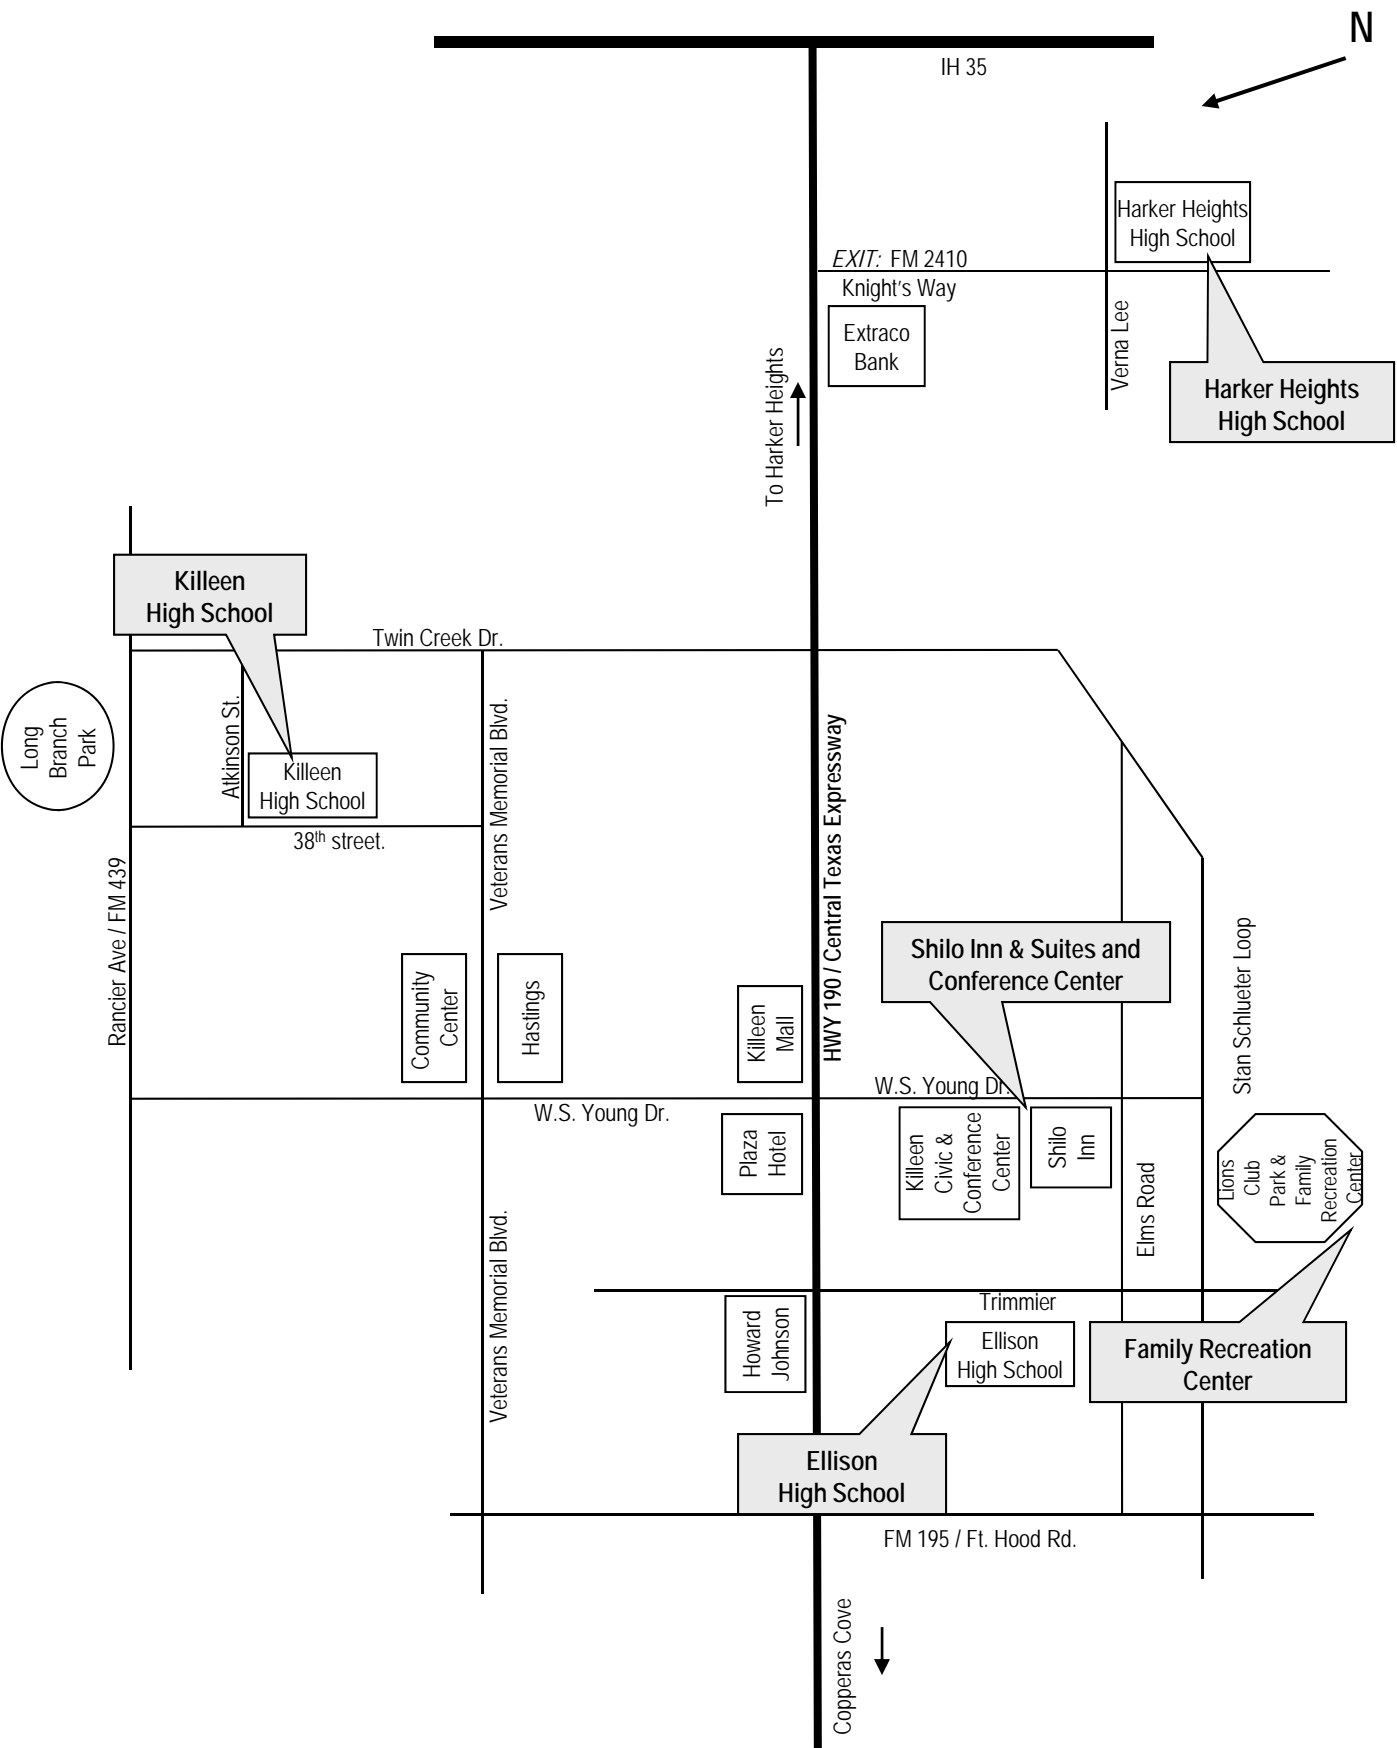 N
IH 35
Harker Heights
High School
EXIT: FM 2410
Knight's Way
Extraco
Bank
Verna Lee
To Harker Heights
Harker Heights
High School
Killeen
High School
Twin Creek Dr.
Long
Branch
Park
Atkinson St.
Killeen
High School
38th street.
Veterans Memorial Blvd.
HWY 190 / Central Texas Expressway
Rancier Ave / FM 439
Shilo Inn & Suites and
Conference Center
Stan Schlueter Loop
Community
Center
Hastings
Killeen
Mall
W.S. Young Dr.
W.S. Young Dr.
Plaza
Hotel
Killeen
Civic &
Conference
Center
Shilo
Inn
Elms Road
Lions
Club
Park &
Family
Recreation
Center
Veterans Memorial Blvd.
Trimmier
Howard
Johnson
Ellison
High School
Family Recreation
Center
Ellison
High School
FM 195 / Ft. Hood Rd.
Copperas Cove